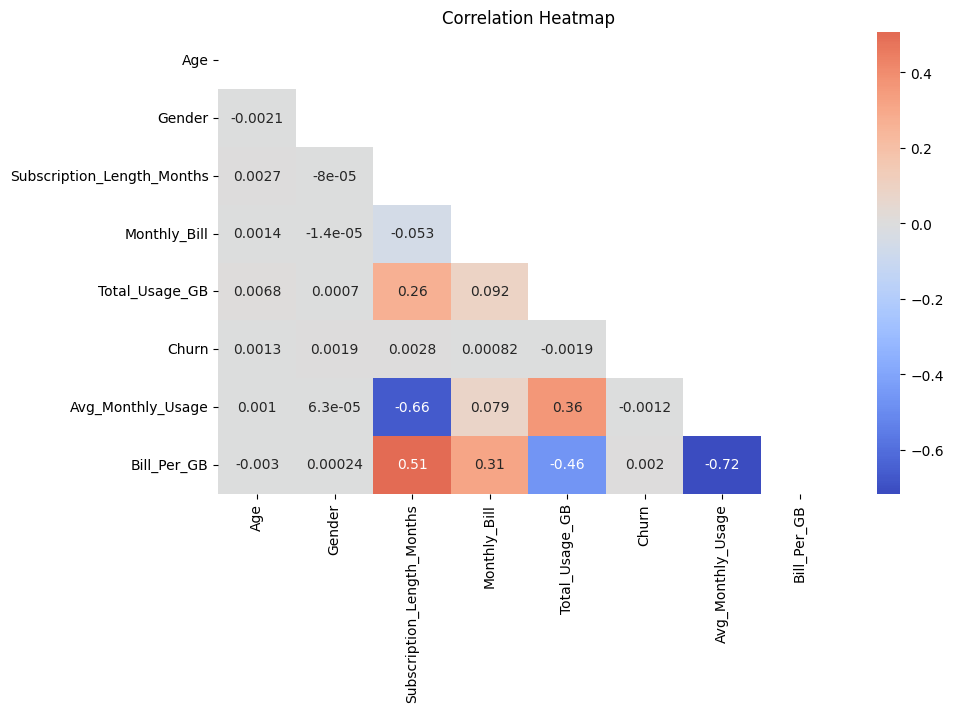 Correlation Heatmap
Age
Gender -0.0021
Subscription_Length_Months 0.0027 -8e-05
Monthly_Bill 0.0014 -1.4e-05 -0.053
Total_Usage_GB 0.0068 0.0007 0.26 0.092
Churn 0.0013 0.0019 0.0028 0.00082 -0.0019
Avg_Monthly_Usage 0.001 6.3e-05 -0.66 0.079 0.36 -0.0012
Bill_Per_GB -0.003 0.00024 0.51 0.31 -0.46 0.002 -0.72
Age
Gender
Subscription_Length_Months
Monthly_Bill
Total_Usage_GB
Churn
Avg_Monthly_Usage
Bill_Per_GB
0.4
0.2
0.0
−0.2
−0.4
−0.6